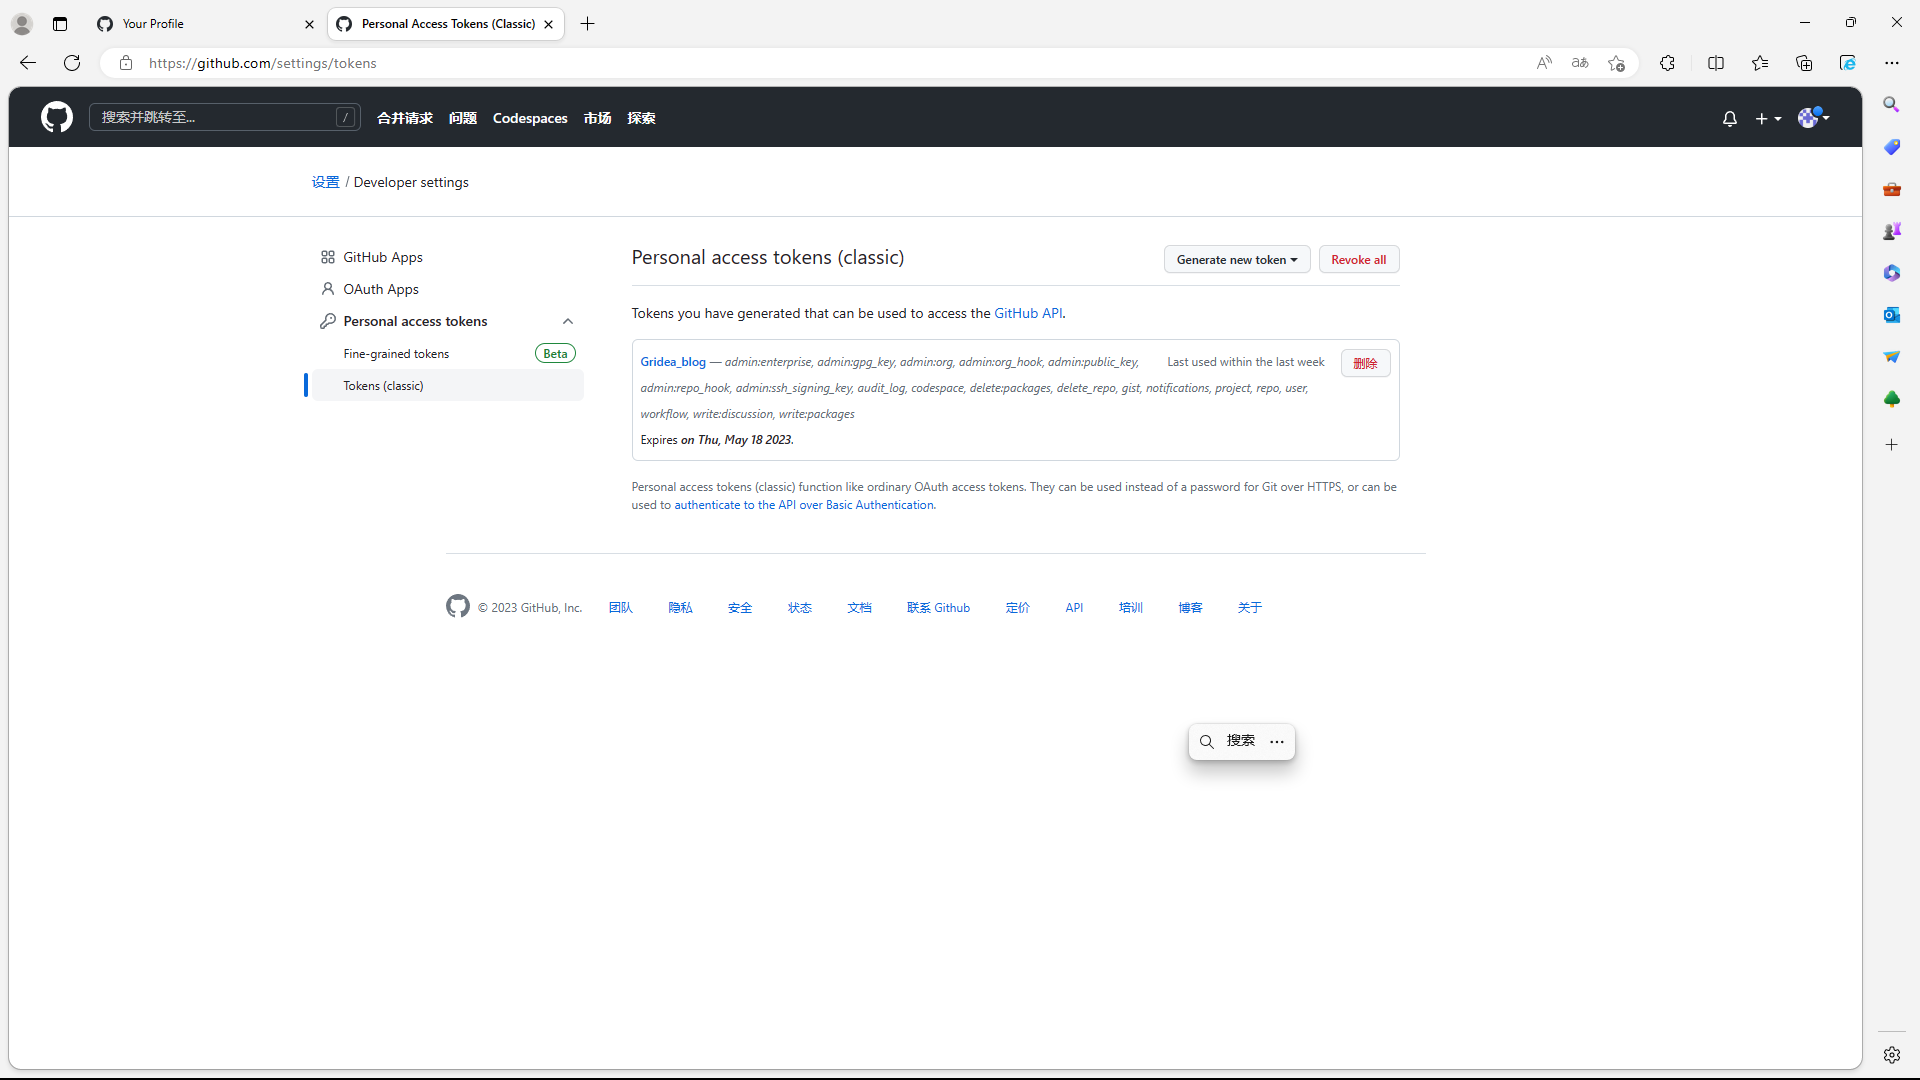 Your Profile
Personal Access Tokens (Classic)
https://github.com/settings/tokens
搜索并跳转至...
/
合并请求 问题 Codespaces 市场 探索
设置 / Developer settings
GitHub Apps
OAuth Apps
Personal access tokens
Fine-grained tokens Beta
Tokens (classic)
Personal access tokens (classic)
Generate new token
Revoke all
Tokens you have generated that can be used to access the GitHub API.
Gridea_blog — admin:enterprise, admin:gpg_key, admin:org, admin:org_hook, admin:public_key,
Last used within the last week
删除
admin:repo_hook, admin:ssh_signing_key, audit_log, codespace, delete:packages, delete_repo, gist, notifications, project, repo, user,
workflow, write:discussion, write:packages
Expires on Thu, May 18 2023.
Personal access tokens (classic) function like ordinary OAuth access tokens. They can be used instead of a password for Git over HTTPS, or can be
used to authenticate to the API over Basic Authentication.
© 2023 GitHub, Inc. 团队 隐私 安全 状态 文档 联系 Github 定价 API 培训 博客 关于
搜索 ···